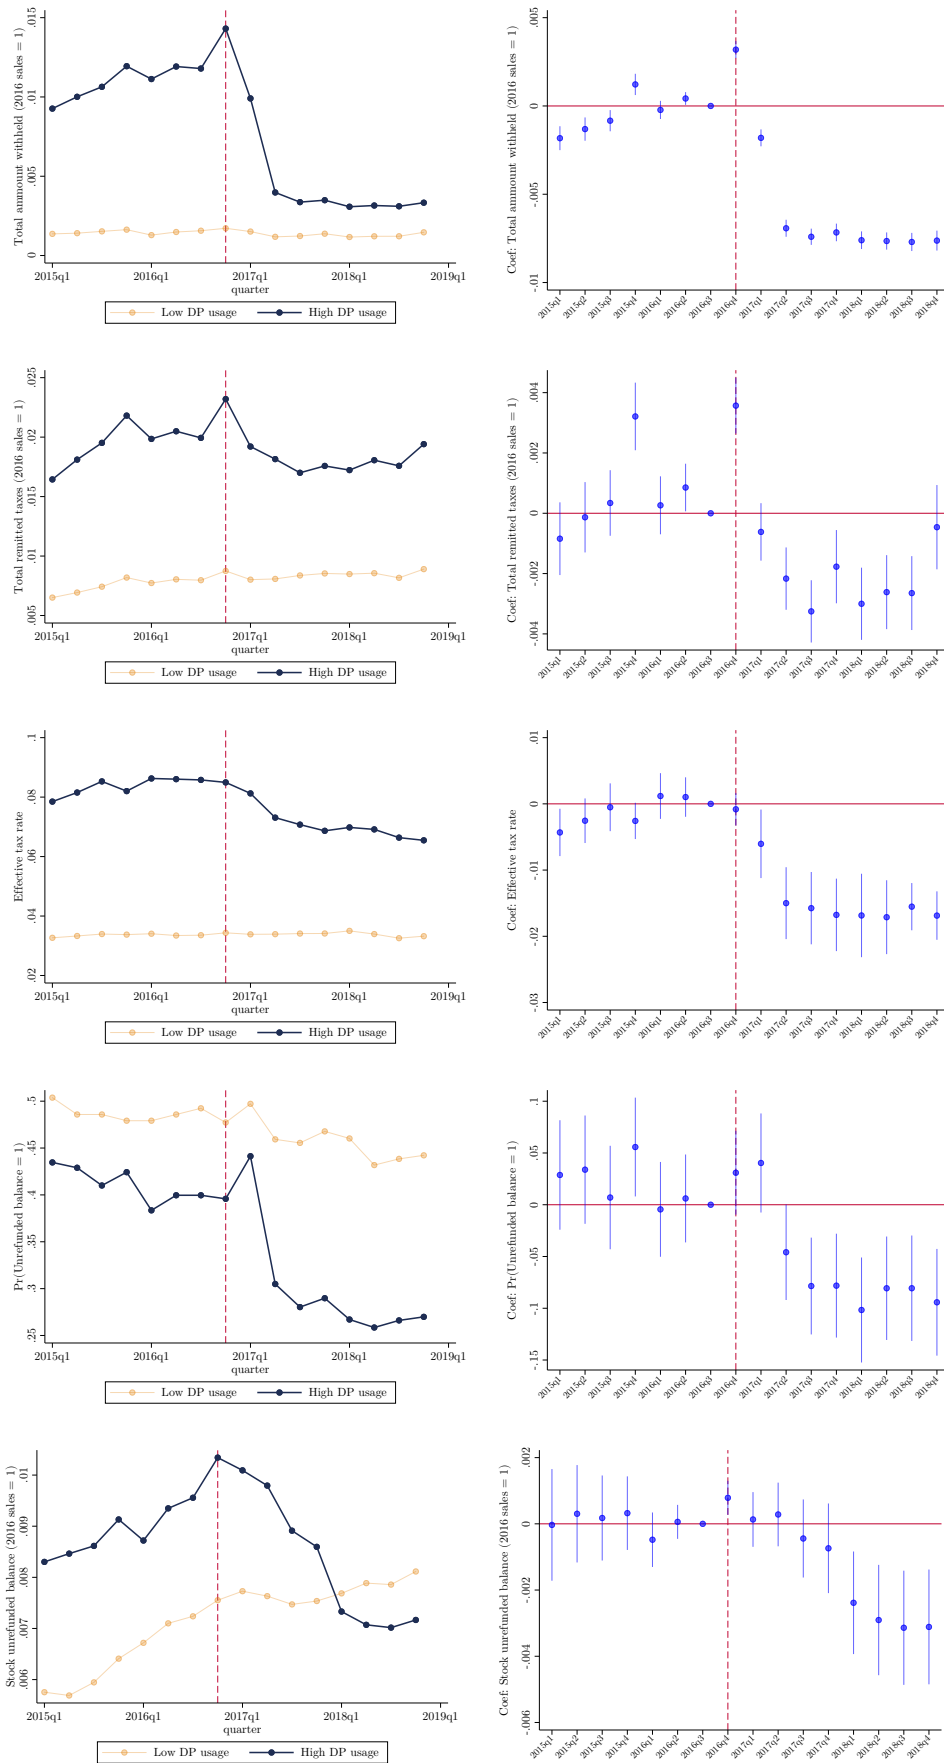 Total ammount withheld (2016 sales = 1)
.015
.01
.005
0
2015q1 2016q1 2017q1 2018q1 2019q1
quarter
Low DP usage High DP usage
Coef: Total ammount withheld (2016 sales = 1)
.005
0
-.005
-.01
2015q1 2015q2 2015q3 2015q4 2016q1 2016q2 2016q3 2016q4 2017q1 2017q2 2017q3 2017q4 2018q1 2018q2 2018q3 2018q4
Total remitted taxes (2016 sales = 1)
.025
.02
.015
.01
.005
2015q1 2016q1 2017q1 2018q1 2019q1
quarter
Low DP usage High DP usage
Coef: Total remitted taxes (2016 sales = 1)
.004
.002
0
-.002
-.004
2015q1 2015q2 2015q3 2015q4 2016q1 2016q2 2016q3 2016q4 2017q1 2017q2 2017q3 2017q4 2018q1 2018q2 2018q3 2018q4
Effective tax rate
.1
.08
.06
.04
.02
2015q1 2016q1 2017q1 2018q1 2019q1
quarter
Low DP usage High DP usage
Coef: Effective tax rate
.01
0
-.01
-.02
-.03
2015q1 2015q2 2015q3 2015q4 2016q1 2016q2 2016q3 2016q4 2017q1 2017q2 2017q3 2017q4 2018q1 2018q2 2018q3 2018q4
Pr(Unrefunded balance = 1)
.5
.45
.4
.35
.3
.25
2015q1 2016q1 2017q1 2018q1 2019q1
quarter
Low DP usage High DP usage
Coef: Pr(Unrefunded balance = 1)
.1
.05
0
-.05
-.1
-.15
2015q1 2015q2 2015q3 2015q4 2016q1 2016q2 2016q3 2016q4 2017q1 2017q2 2017q3 2017q4 2018q1 2018q2 2018q3 2018q4
Stock unrefunded balance (2016 sales = 1)
.01
.009
.008
.007
.006
2015q1 2016q1 2017q1 2018q1 2019q1
quarter
Low DP usage High DP usage
Coef: Stock unrefunded balance (2016 sales = 1)
.002
0
-.002
-.004
-.006
2015q1 2015q2 2015q3 2015q4 2016q1 2016q2 2016q3 2016q4 2017q1 2017q2 2017q3 2017q4 2018q1 2018q2 2018q3 2018q4